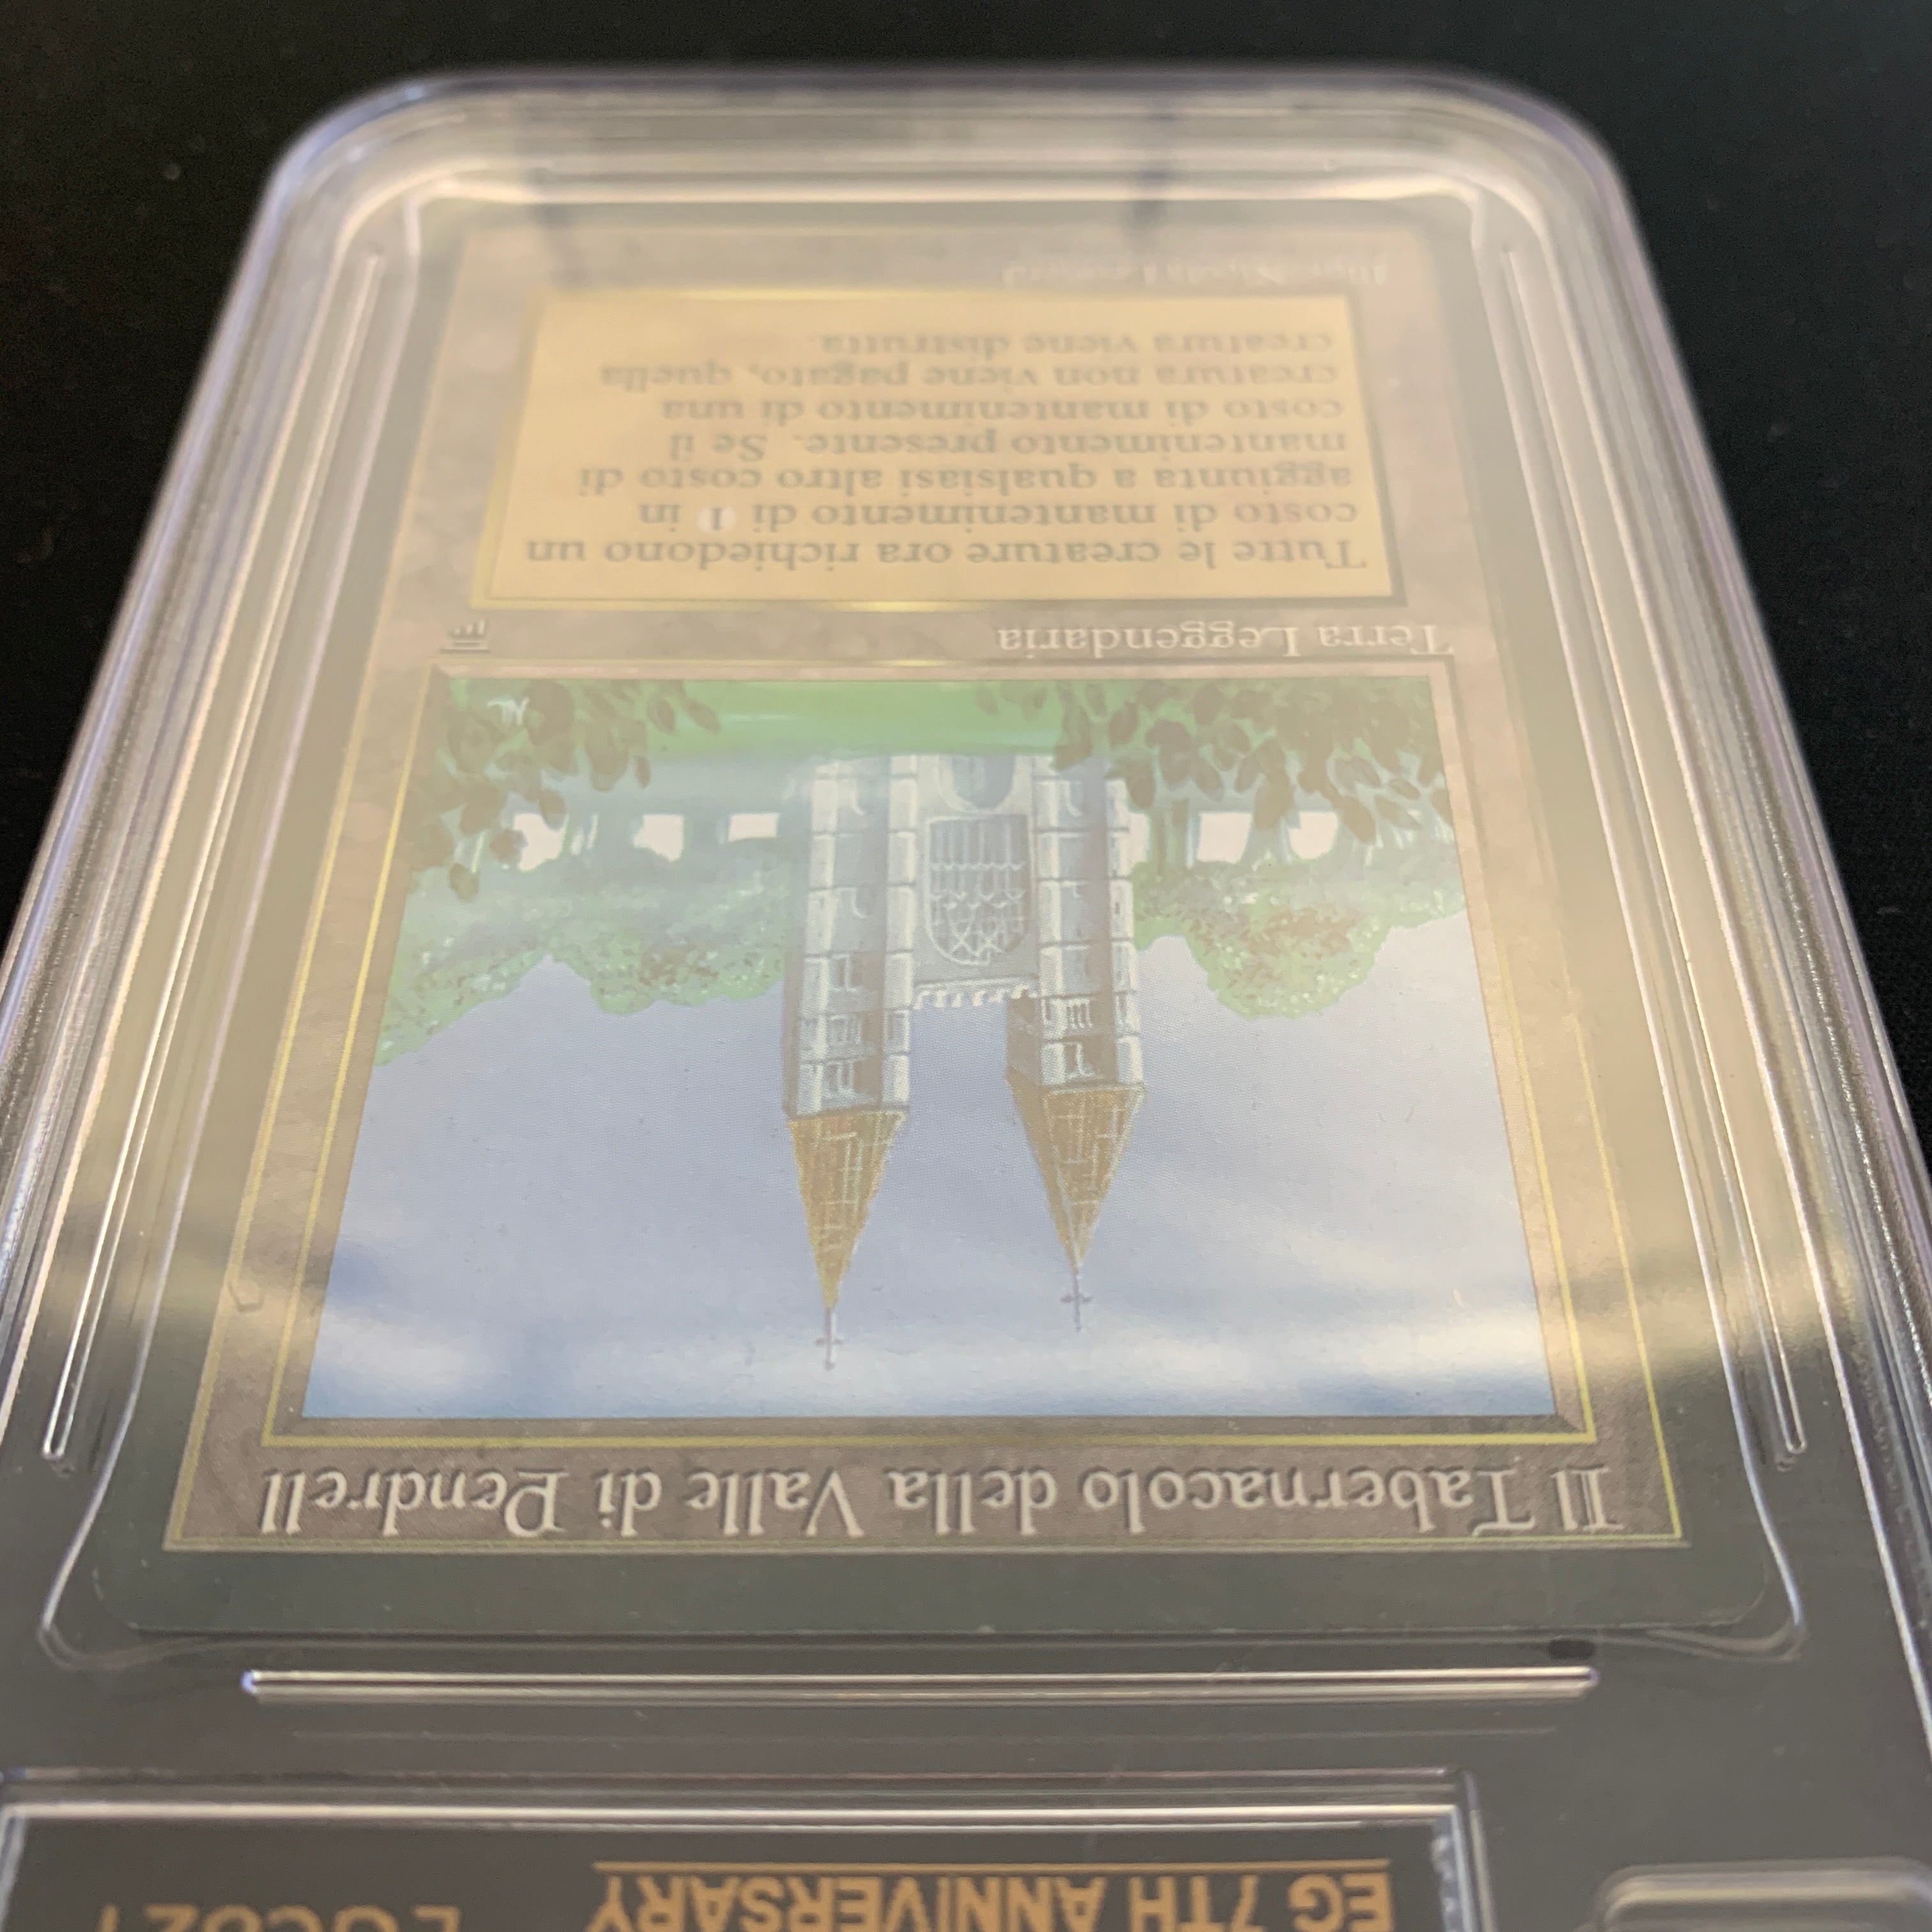 EG 7TH ANNIVERSARY
Il Tabernacolo della Valle di Pendrell
Terra Leggendaria
Tutte le creature ora richiedono un
costo di mantenimento di 1 in
aggiunta a qualsiasi altro costo di
mantenimento presente. Se il
costo di mantenimento di una
creatura non viene pagato, quella
creatura viene distrutta.